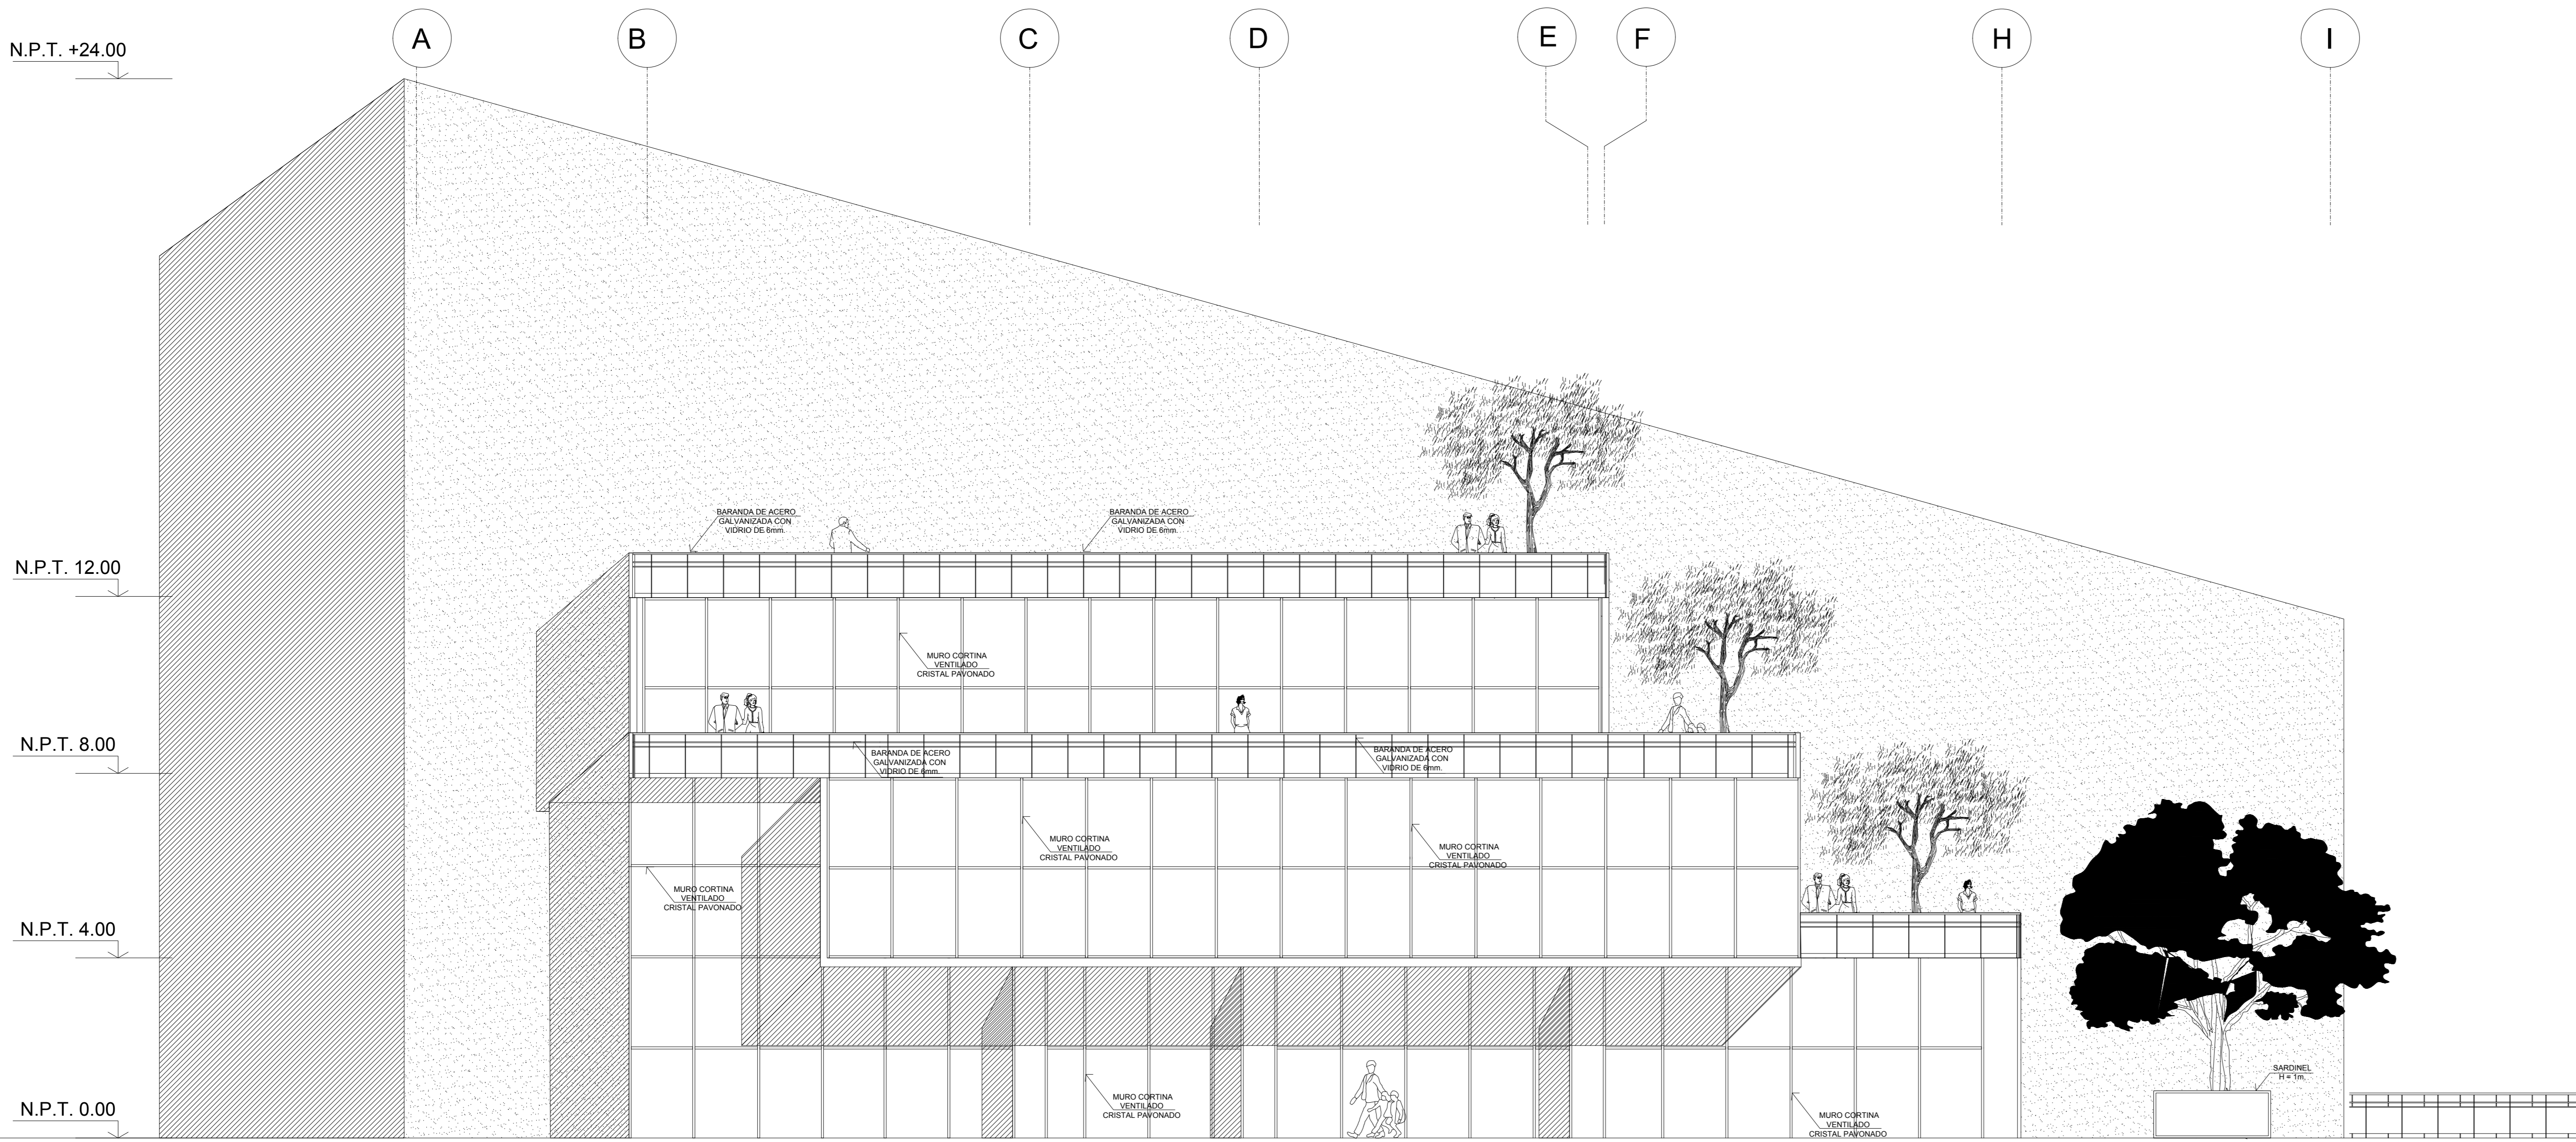 A
B
C
D
E
F
H
I
N.P.T. +24.00
BARANDA DE ACERO
GALVANIZADA CON
VIDRIO DE 6mm.
BARANDA DE ACERO
GALVANIZADA CON
VIDRIO DE 6mm.
N.P.T. 12.00
MURO CORTINA
VENTILADO
CRISTAL PAVONADO
N.P.T. 8.00
BARANDA DE ACERO
GALVANIZADA CON
VIDRIO DE 6mm.
BARANDA DE ACERO
GALVANIZADA CON
VIDRIO DE 6mm.
MURO CORTINA
VENTILADO
CRISTAL PAVONADO
MURO CORTINA
VENTILADO
CRISTAL PAVONADO
MURO CORTINA
VENTILADO
CRISTAL PAVONADO
N.P.T. 4.00
SARDINEL
H = 1m.
N.P.T. 0.00
MURO CORTINA
VENTILADO
CRISTAL PAVONADO
MURO CORTINA
VENTILADO
CRISTAL PAVONADO